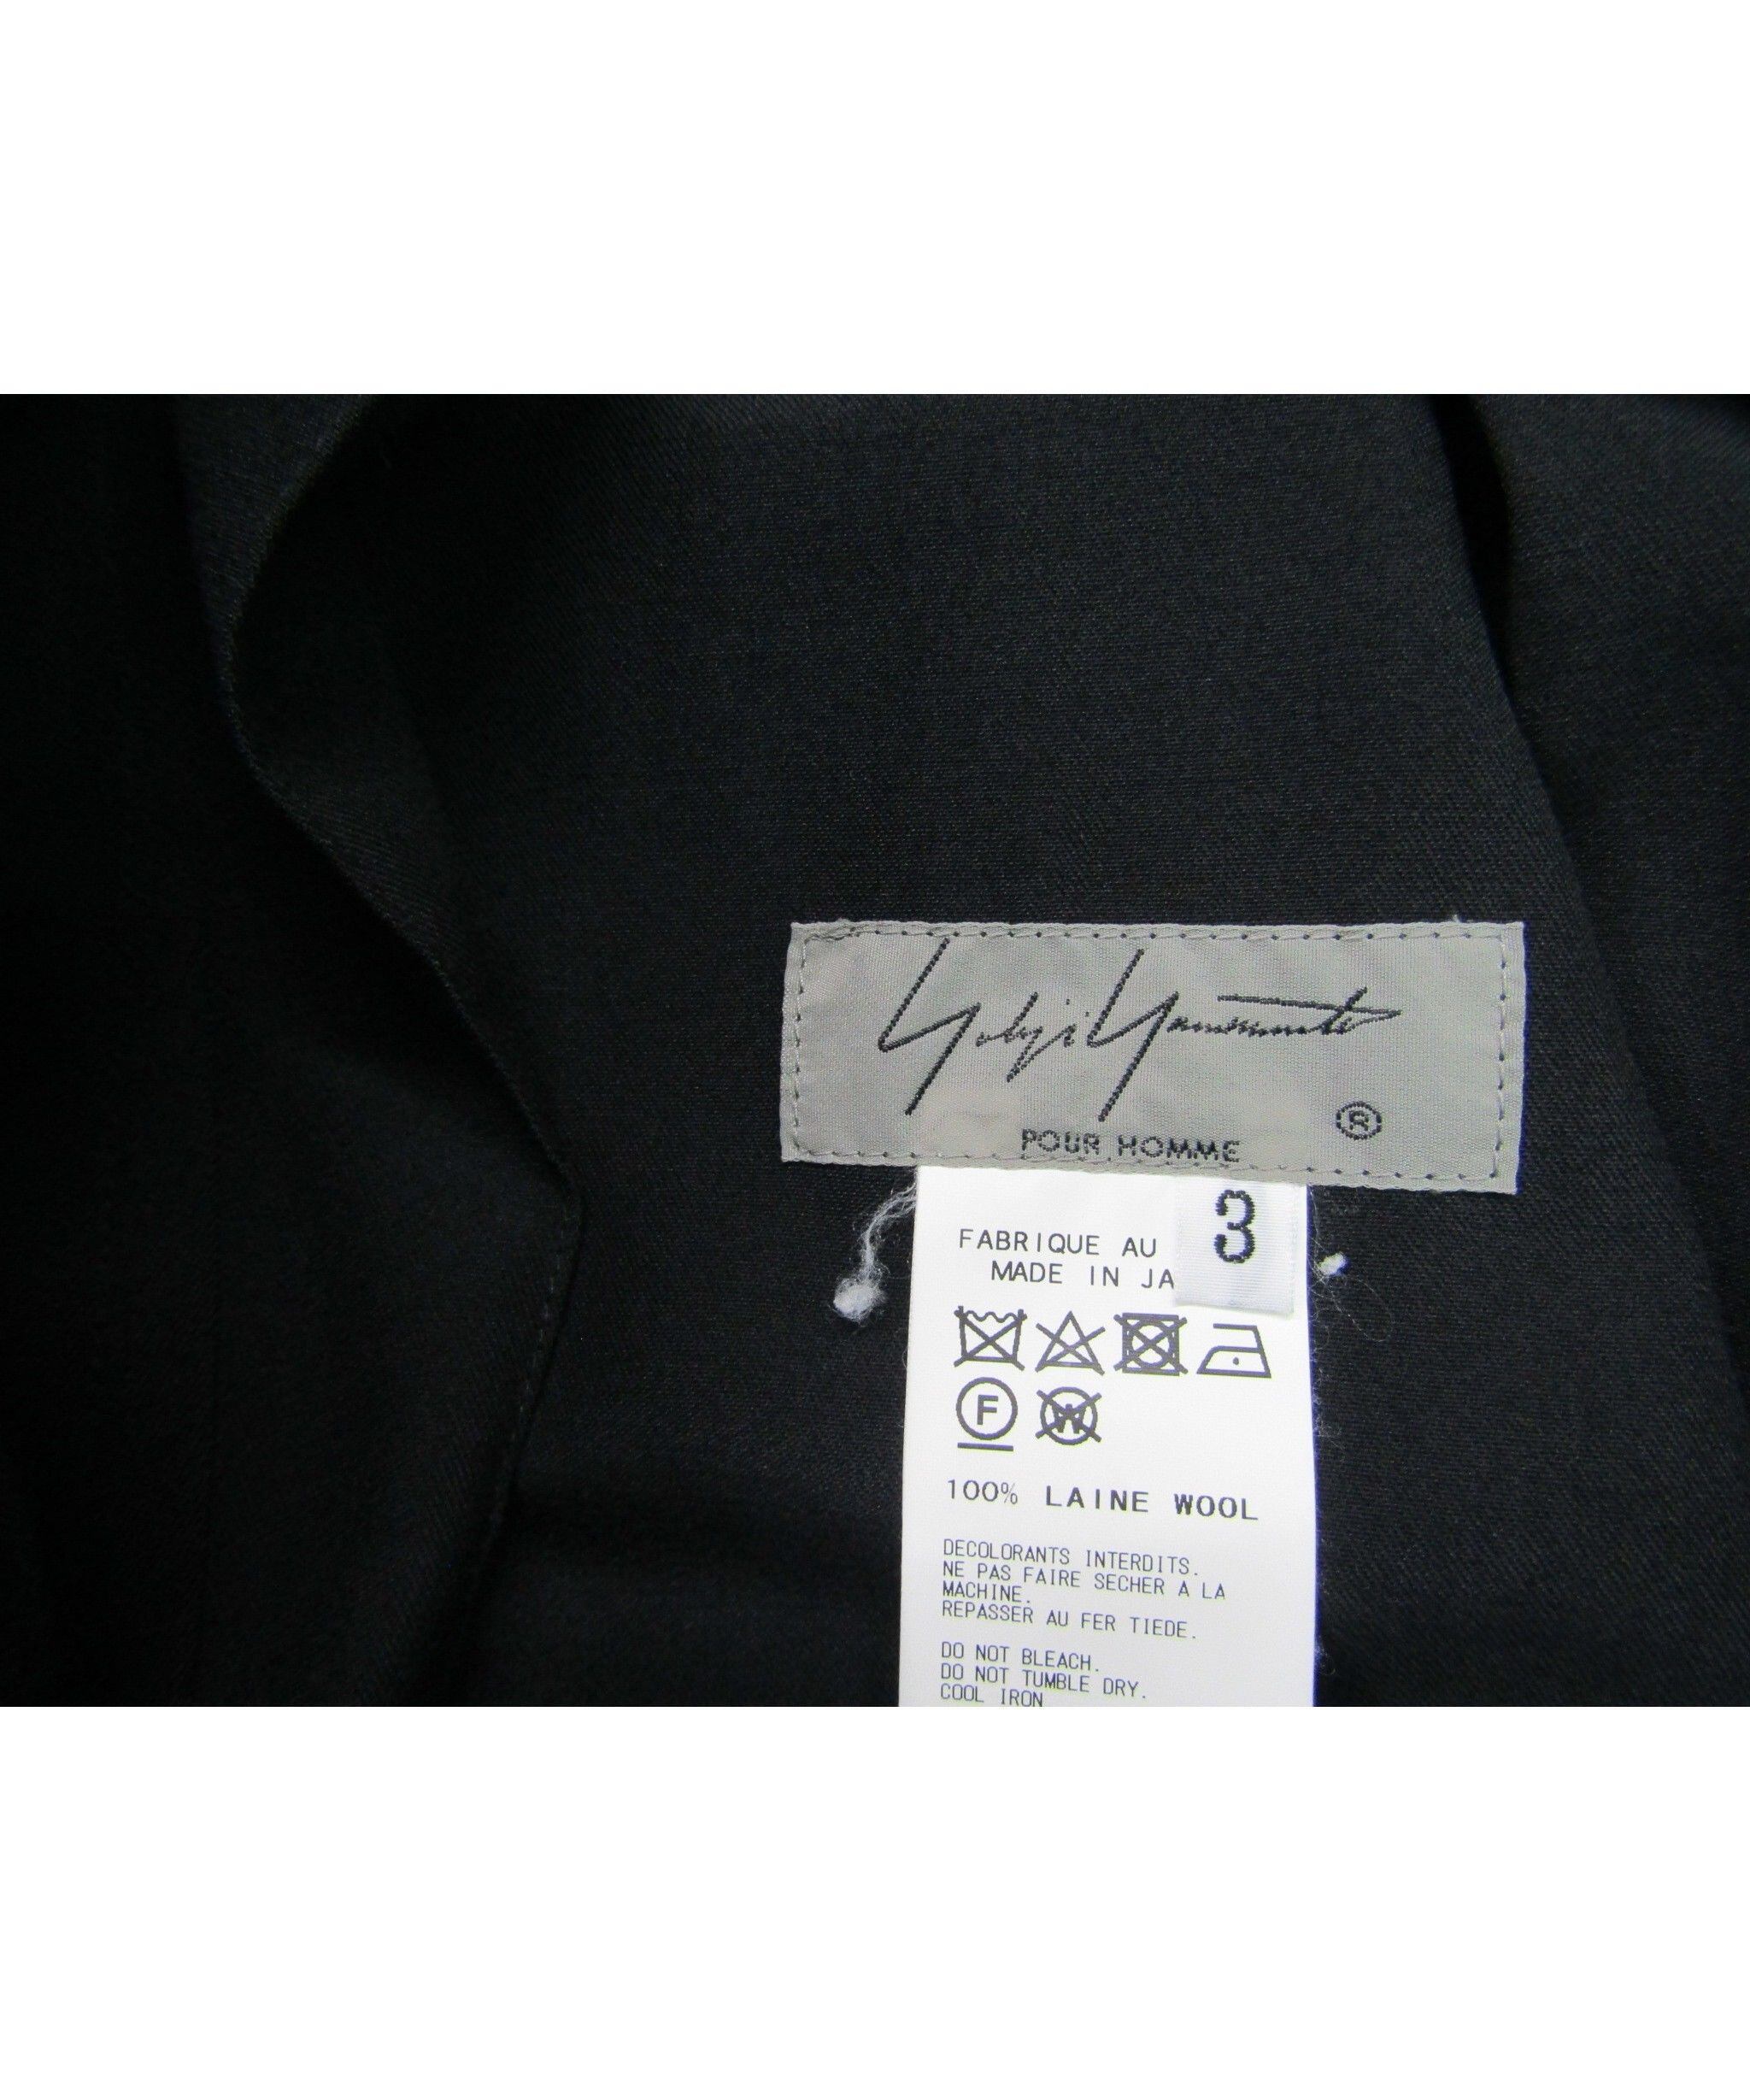 Yohji Yamamoto
®
POUR HOMME
3
FABRIQUE AU
MADE IN JA
F
W
100% LAINE WOOL
DECOLORANTS INTERDITS.
NE PAS FAIRE SECHER A LA
MACHINE.
REPASSER AU FER TIEDE.
DO NOT BLEACH.
DO NOT TUMBLE DRY.
COOL IRON